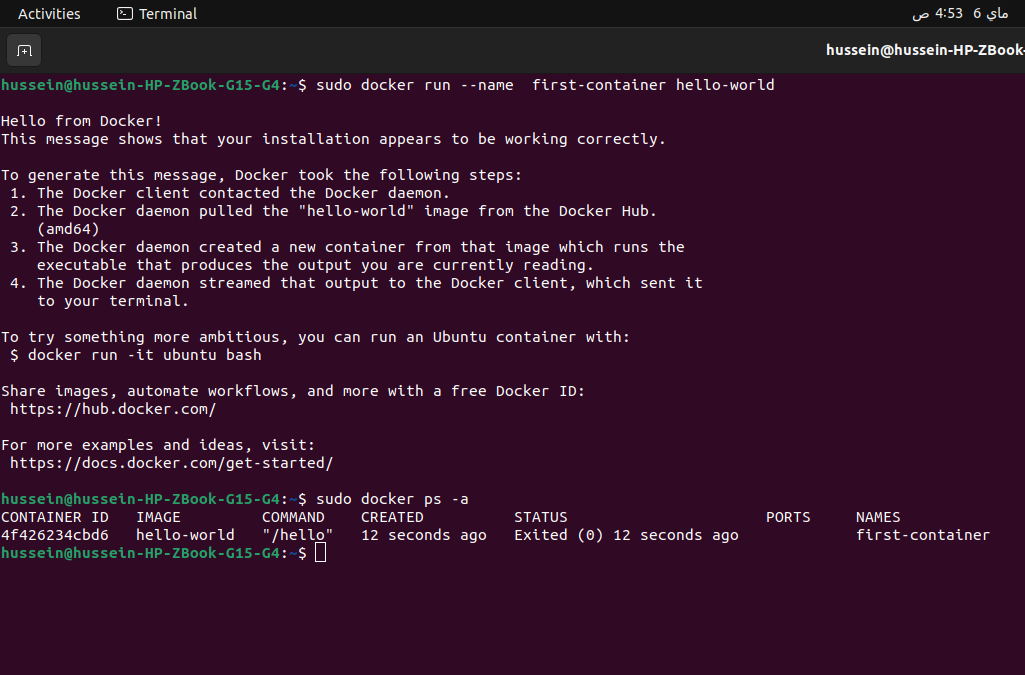 Activities Terminal ماي 6 4:53 ص
hussein@hussein-HP-ZBook-
hussein@hussein-HP-ZBook-G15-G4:~$ sudo docker run --name  first-container hello-world
Hello from Docker!
This message shows that your installation appears to be working correctly.
To generate this message, Docker took the following steps:
 1. The Docker client contacted the Docker daemon.
 2. The Docker daemon pulled the "hello-world" image from the Docker Hub.
    (amd64)
 3. The Docker daemon created a new container from that image which runs the
    executable that produces the output you are currently reading.
 4. The Docker daemon streamed that output to the Docker client, which sent it
    to your terminal.
To try something more ambitious, you can run an Ubuntu container with:
 $ docker run -it ubuntu bash
Share images, automate workflows, and more with a free Docker ID:
 https://hub.docker.com/
For more examples and ideas, visit:
 https://docs.docker.com/get-started/
hussein@hussein-HP-ZBook-G15-G4:~$ sudo docker ps -a
CONTAINER ID   IMAGE         COMMAND    CREATED          STATUS                      PORTS     NAMES
4f426234cbd6   hello-world   "/hello"   12 seconds ago   Exited (0) 12 seconds ago             first-container
hussein@hussein-HP-ZBook-G15-G4:~$